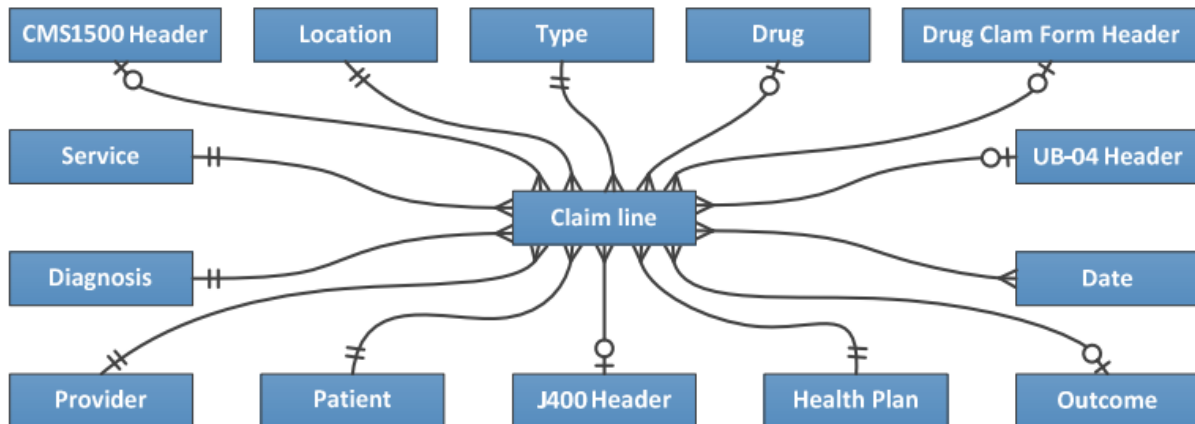 CMS1500 Header
Location
Type
Drug
Drug Clam Form Header
Service
UB-04 Header
Claim line
Diagnosis
Date
Provider
Patient
J400 Header
Health Plan
Outcome